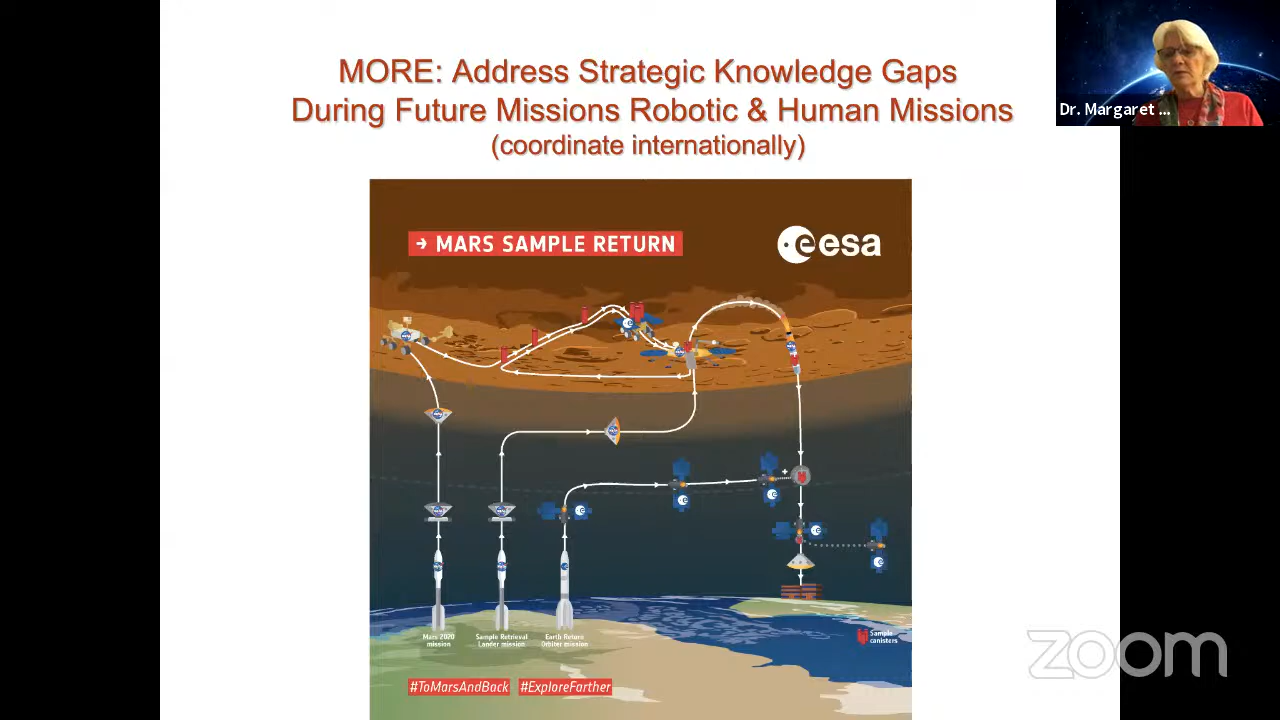 MORE: Address Strategic Knowledge Gaps
During Future Missions Robotic & Human Missions
(coordinate internationally)
Dr. Margaret ...
→ MARS SAMPLE RETURN
esa
Mars 2020
mission
Sample Retrieval
Lander mission
Earth Return
Orbiter mission
Sample
canisters
#ToMarsAndBack #ExploreFarther
zoom